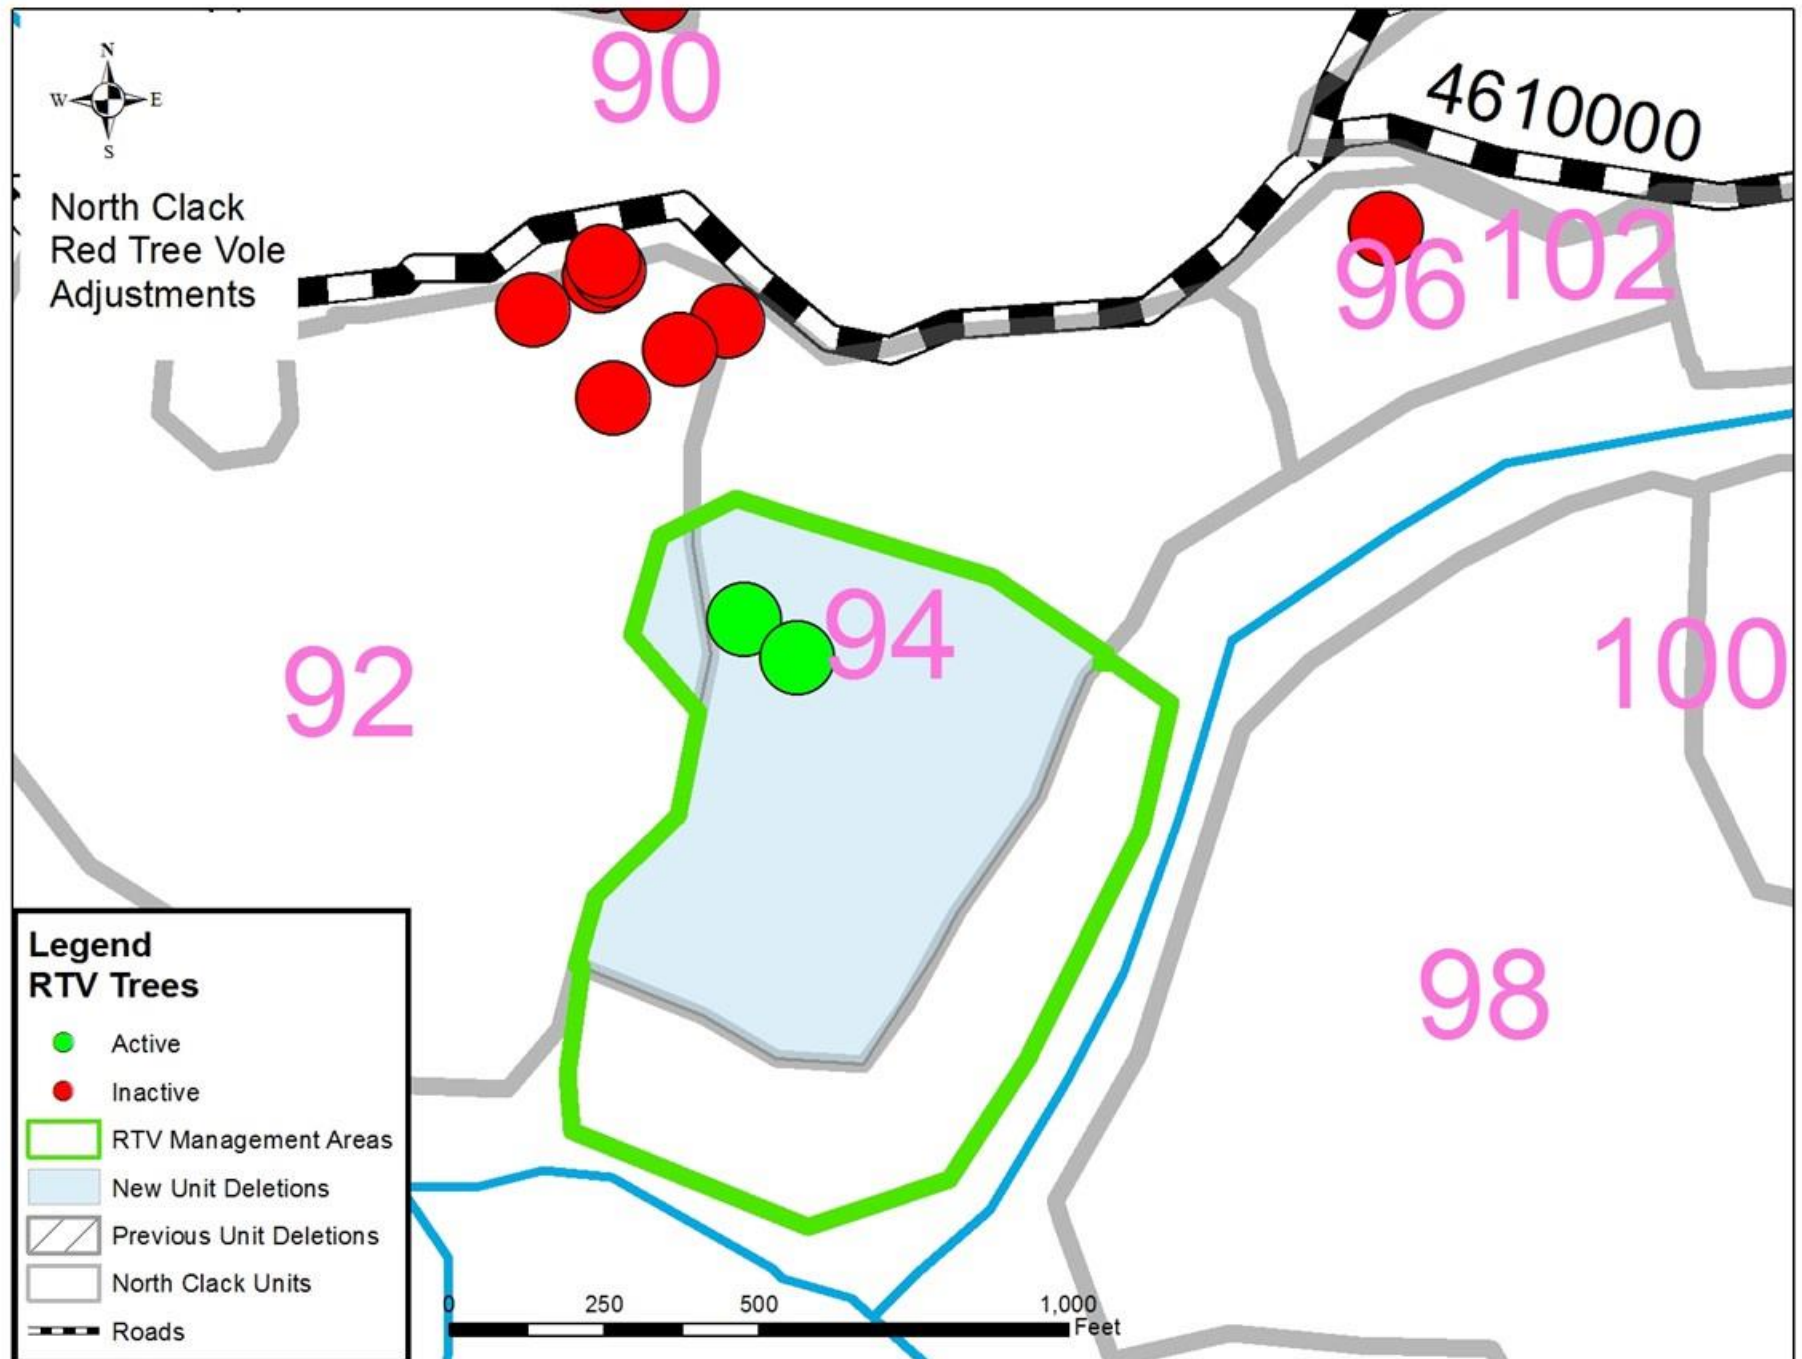 90
N
W E
S
4610000
North Clack
Red Tree Vole
Adjustments
96
102
94
92
100
98
Legend
RTV Trees
Active
Inactive
RTV Management Areas
New Unit Deletions
Previous Unit Deletions
North Clack Units
Roads
0 250 500 1,000
Feet